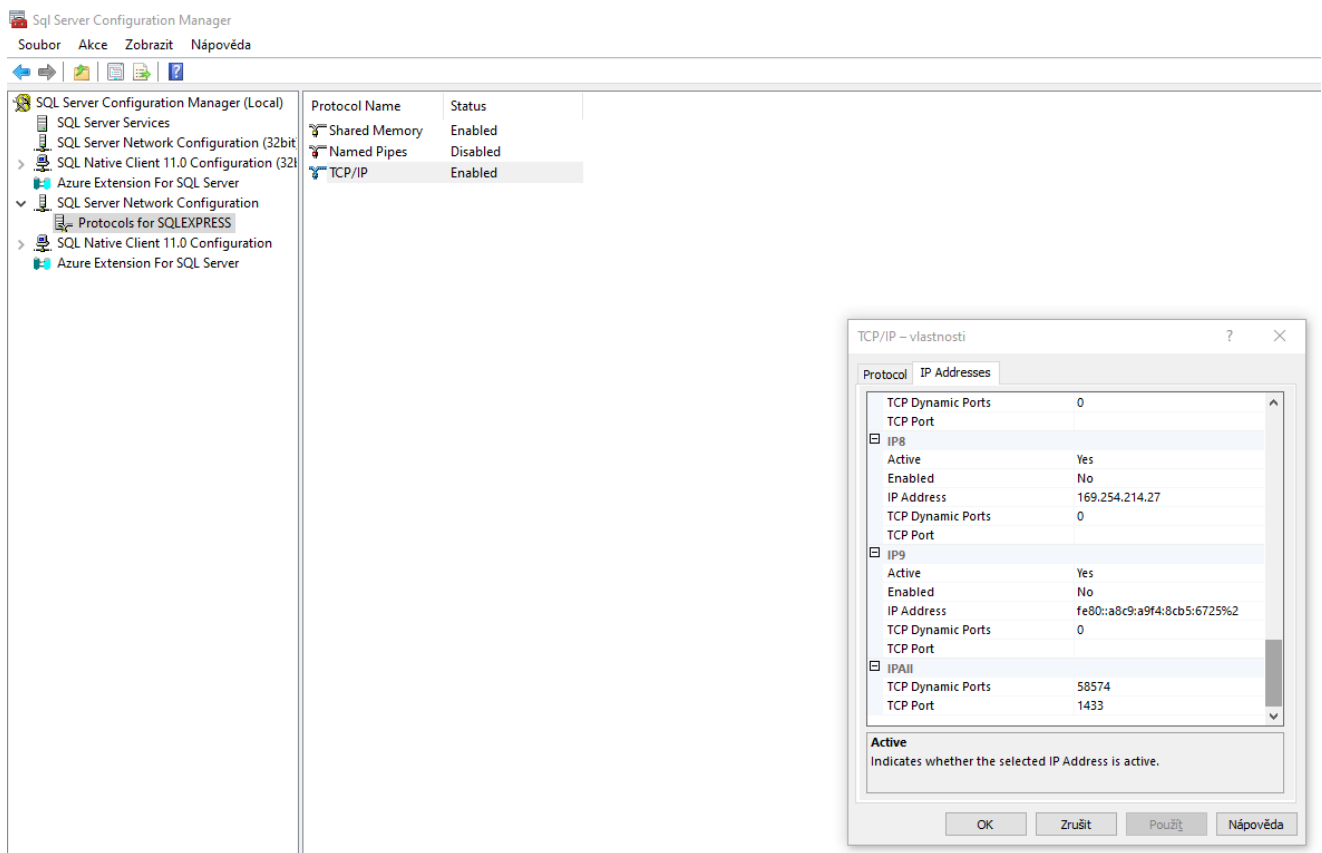 Sql Server Configuration Manager
Soubor Akce Zobrazit Nápověda
SQL Server Configuration Manager (Local)
SQL Server Services
SQL Server Network Configuration (32bit
SQL Native Client 11.0 Configuration (32b
Azure Extension For SQL Server
SQL Server Network Configuration
Protocols for SQLEXPRESS
SQL Native Client 11.0 Configuration
Azure Extension For SQL Server
Protocol Name Status
Shared Memory Enabled
Named Pipes Disabled
TCP/IP Enabled
TCP/IP – vlastnosti
Protocol IP Addresses
TCP Dynamic Ports 0
TCP Port
IP8
Active Yes
Enabled No
IP Address 169.254.214.27
TCP Dynamic Ports 0
TCP Port
IP9
Active Yes
Enabled No
IP Address fe80::a8c9:a9f4:8cb5:6725%2
TCP Dynamic Ports 0
TCP Port
IPAll
TCP Dynamic Ports 58574
TCP Port 1433
Active
Indicates whether the selected IP Address is active.
OK Zrušit Použít Nápověda